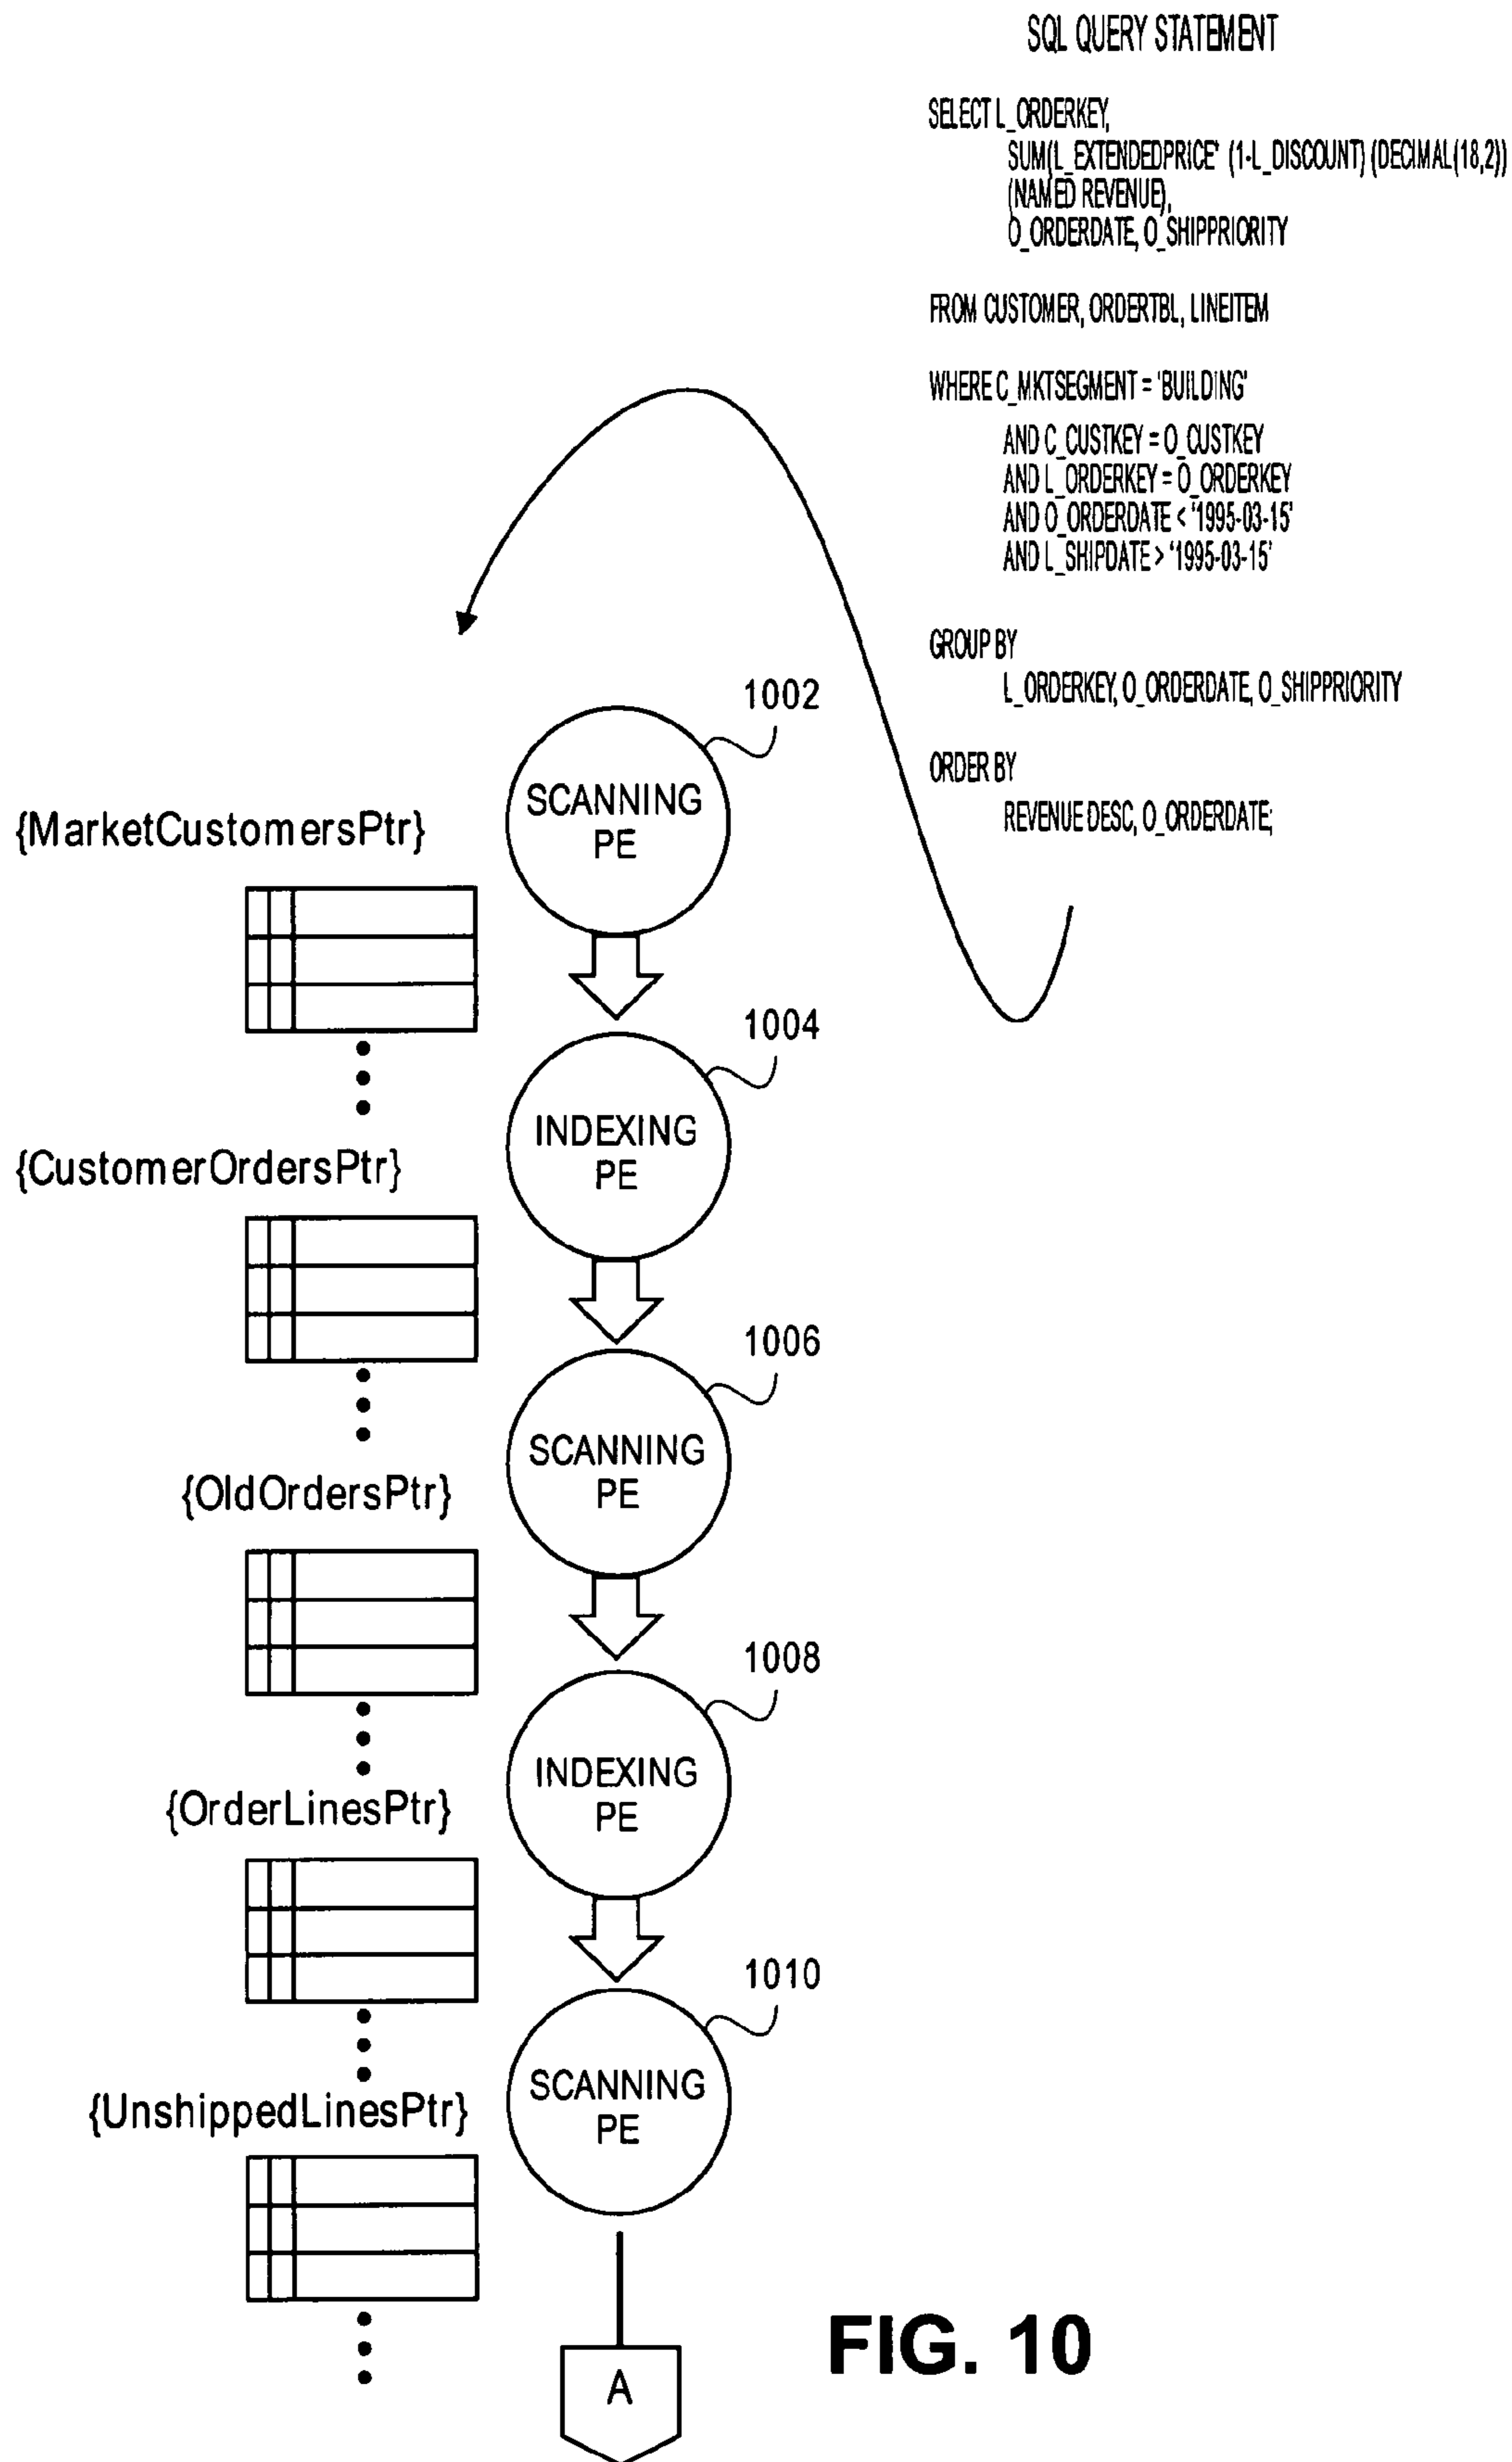 SQL QUERY STATEMENT
SELECT L_ORDERKEY,
SUM(L_EXTENDEDPRICE* (1-L_DISCOUNT) (DECIMAL(18,2))
(NAMED REVENUE),
O_ORDERDATE, O_SHIPPRIORITY
FROM CUSTOMER, ORDERTBL, LINEITEM
WHERE C_MKTSEGMENT = 'BUILDING'
AND C_CUSTKEY = O_CUSTKEY
AND L_ORDERKEY = O_ORDERKEY
AND O_ORDERDATE < '1995-03-15'
AND L_SHIPDATE > '1995-03-15'
GROUP BY
L_ORDERKEY, O_ORDERDATE, O_SHIPPRIORITY
ORDER BY
REVENUE DESC, O_ORDERDATE;
1002
SCANNING
PE
{MarketCustomersPtr}
1004
INDEXING
PE
{CustomerOrdersPtr}
1006
SCANNING
PE
{OldOrdersPtr}
1008
INDEXING
PE
{OrderLinesPtr}
1010
SCANNING
PE
{UnshippedLinesPtr}
A
FIG. 10